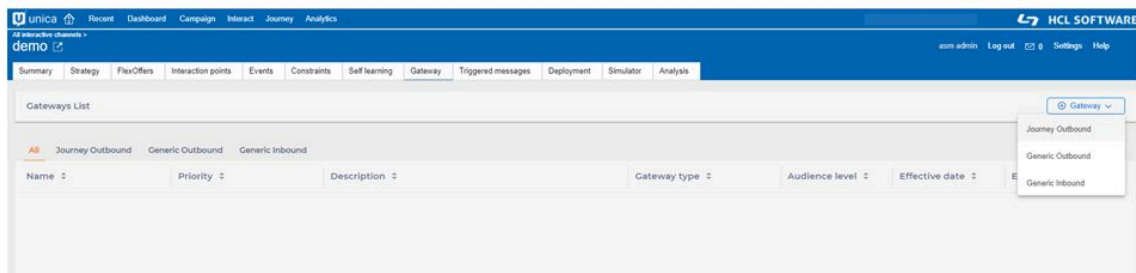 unica Recent Dashboard Campaign Interact Journey Analytics HCL SOFTWARE
All interactive channels >
demo asm admin Log out 0 Settings Help
Summary Strategy FlexOffers Interaction points Events Constraints Self learning Gateway Triggered messages Deployment Simulator Analysis
Gateways List Gateway
Journey Outbound
All Journey Outbound Generic Outbound Generic Inbound
Generic Outbound
Name Priority Description Gateway type Audience level Effective date E
Generic Inbound